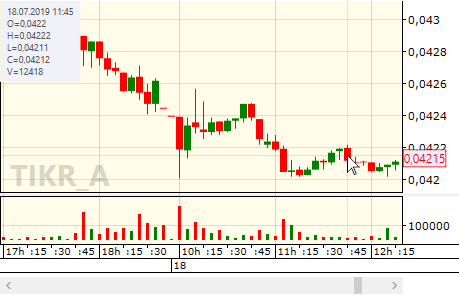 18.07.2019 11:45
O=0,0422
H=0,04222
L=0,04211
C=0,04212
V=12418
0,043
0,0428
0,0426
0,0424
0,0422
0,04215
0,042
TIKR_A
100000
17h :15 :30 :45 18h :15 :30 10h :15 :30 :45 11h :15 :30 :45 12h :15
18